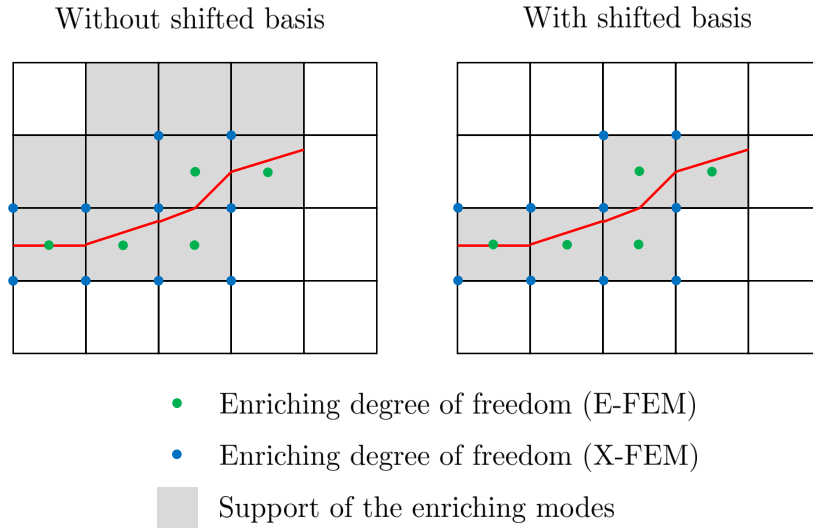 Without shifted basis
With shifted basis
Enriching degree of freedom (E-FEM)
Enriching degree of freedom (X-FEM)
Support of the enriching modes